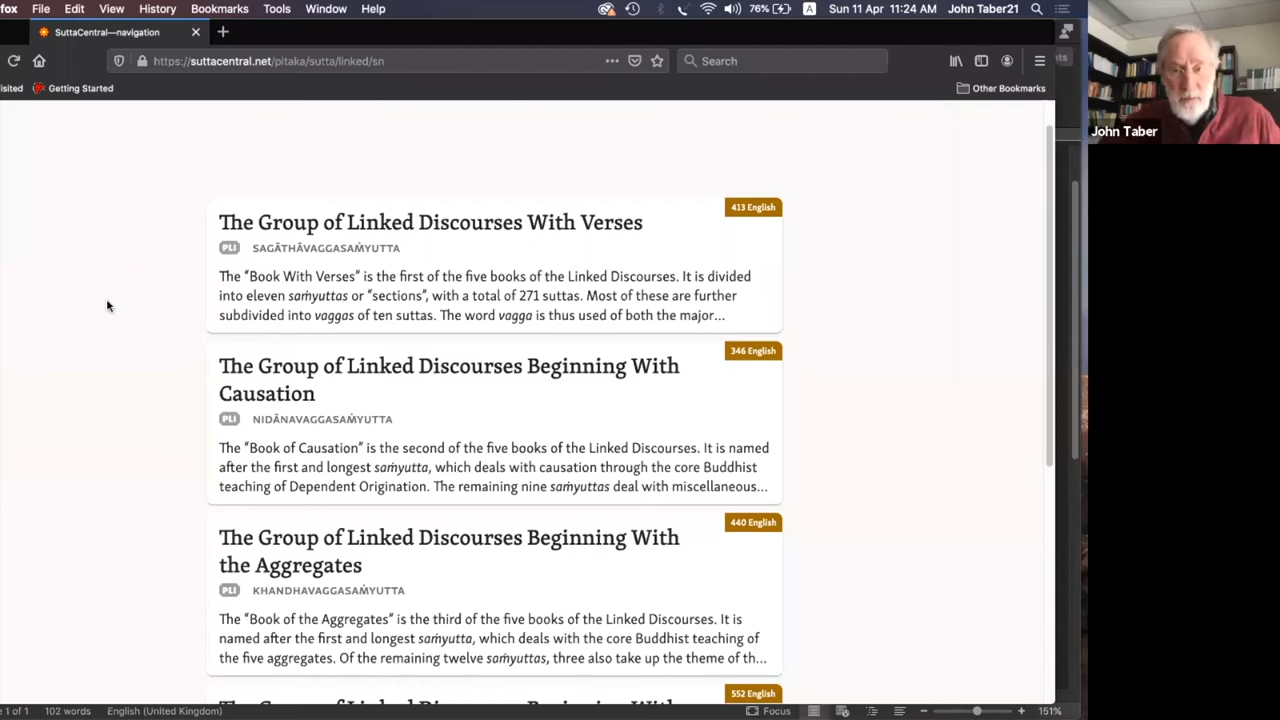 fox File Edit View History Bookmarks Tools Window Help 76% A Sun 11 Apr 11:24 AM John Taber21
SuttaCentral—navigation
https://suttacentral.net/pitaka/sutta/linked/sn Search
isited Getting Started Other Bookmarks
nts
John Taber
413 English
The Group of Linked Discourses With Verses
PLI SAGĀTHĀVAGGASAṀYUTTA
The “Book With Verses” is the first of the five books of the Linked Discourses. It is divided
into eleven saṁyuttas or “sections”, with a total of 271 suttas. Most of these are further
subdivided into vaggas of ten suttas. The word vagga is thus used of both the major…
346 English
The Group of Linked Discourses Beginning With
Causation
PLI NIDĀNAVAGGASAṀYUTTA
The “Book of Causation” is the second of the five books of the Linked Discourses. It is named
after the first and longest saṁyutta, which deals with causation through the core Buddhist
teaching of Dependent Origination. The remaining nine saṁyuttas deal with miscellaneous…
440 English
The Group of Linked Discourses Beginning With
the Aggregates
PLI KHANDHAVAGGASAṀYUTTA
The “Book of the Aggregates” is the third of the five books of the Linked Discourses. It is
named after the first and longest saṁyutta, which deals with the core Buddhist teaching of
the five aggregates. Of the remaining twelve saṁyuttas, three also take up the theme of th…
552 English
The Group of Linked Discourses Beginning With
e 1 of 1 102 words English (United Kingdom) Focus 151%